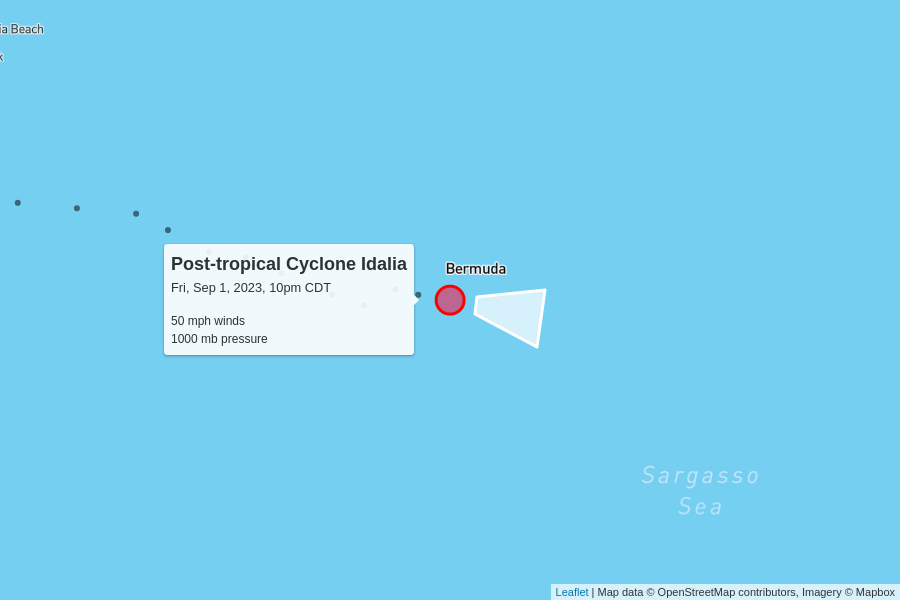 ia Beach
k
Bermuda
Post-tropical Cyclone Idalia
Fri, Sep 1, 2023, 10pm CDT
50 mph winds
1000 mb pressure
Sargasso
Sea
Leaflet | Map data © OpenStreetMap contributors, Imagery © Mapbox